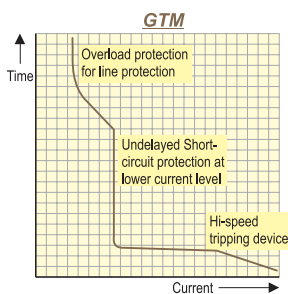 GTM
Time
Overload protection
for line protection
Undelayed Short-
circuit protection at
lower current level
Hi-speed
tripping device
Current